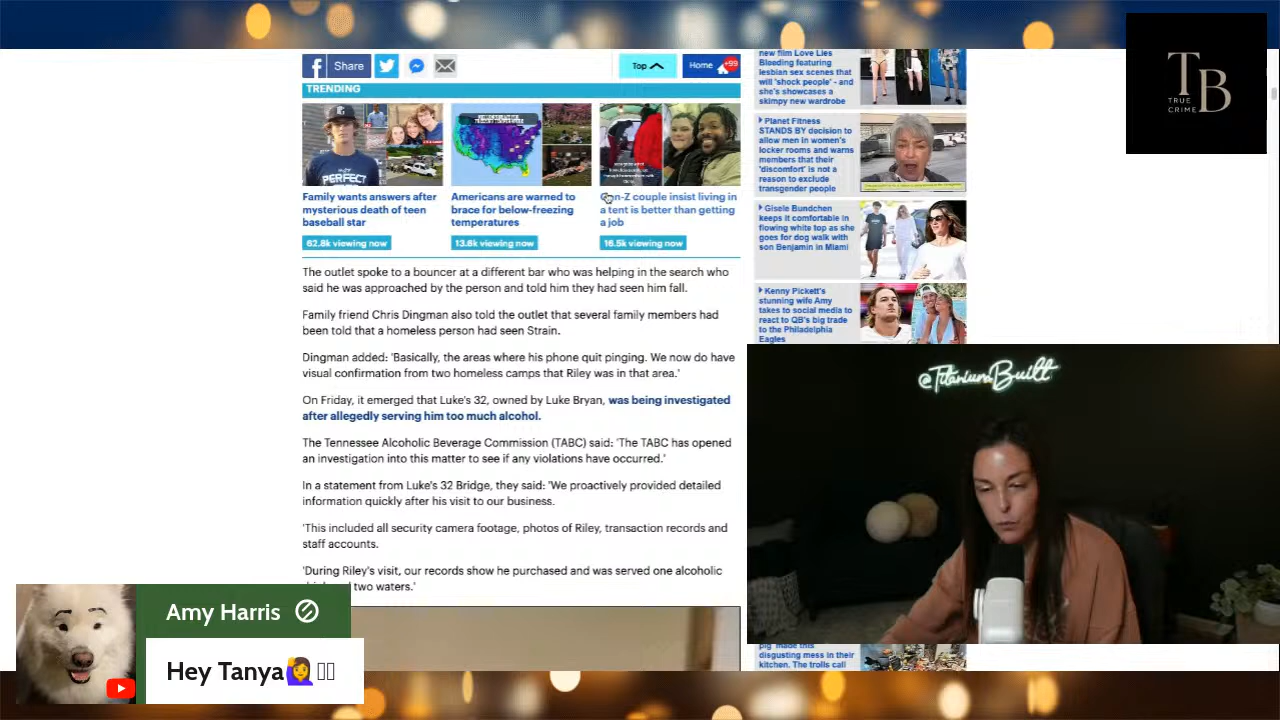 Share
Top
Home
+99
TRENDING
Family wants answers after
mysterious death of teen
baseball star
62.8k viewing now
Americans are warned to
brace for below-freezing
temperatures
13.6k viewing now
Gen-Z couple insist living in
a tent is better than getting
a job
16.5k viewing now
The outlet spoke to a bouncer at a different bar who was helping in the search who
said he was approached by the person and told him they had seen him fall.
Family friend Chris Dingman also told the outlet that several family members had
been told that a homeless person had seen Strain.
Dingman added: 'Basically, the areas where his phone quit pinging. We now do have
visual confirmation from two homeless camps that Riley was in that area.'
On Friday, it emerged that Luke's 32, owned by Luke Bryan, was being investigated
after allegedly serving him too much alcohol.
The Tennessee Alcoholic Beverage Commission (TABC) said: 'The TABC has opened
an investigation into this matter to see if any violations have occurred.'
In a statement from Luke's 32 Bridge, they said: 'We proactively provided detailed
information quickly after his visit to our business.
'This included all security camera footage, photos of Riley, transaction records and
staff accounts.
'During Riley's visit, our records show he purchased and was served one alcoholic
two waters.'
new film Love Lies
Bleeding featuring
lesbian sex scenes that
will 'shock people' - and
she's showcases a
skimpy new wardrobe
Planet Fitness
STANDS BY decision to
allow men in women's
locker rooms and warns
members that their
'discomfort' is not a
reason to exclude
transgender people
Gisele Bundchen
keeps it comfortable in
flowing white top as she
goes for dog walk with
son Benjamin in Miami
Kenny Pickett's
stunning wife Amy
takes to social media to
react to QB's big trade
to the Philadelphia
Eagles
disgusting mess in their
kitchen. The trolls call
TB
TRUE
CRIME
@TitaniumBuilt
PERFECT
Amy Harris
Hey Tanya🙋‍♀️